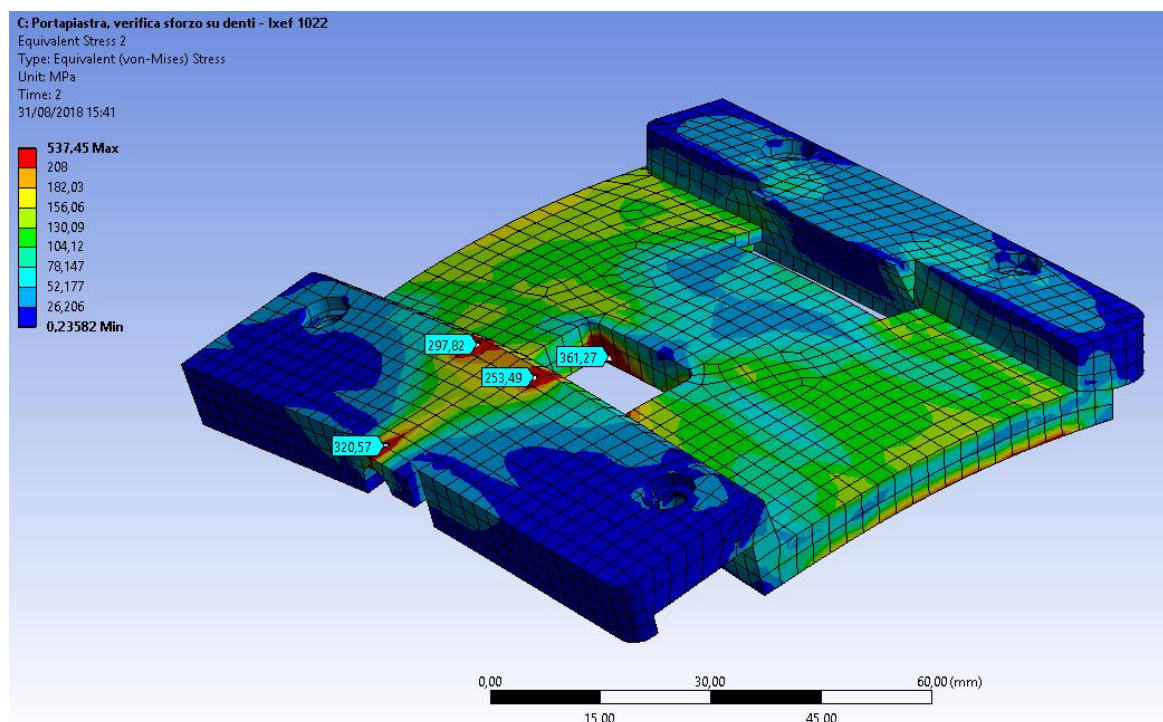 C: Portapiastra, verifica sforzo su denti - Ixef 1022
Equivalent Stress 2
Type: Equivalent (von-Mises) Stress
Unit: MPa
Time: 2
31/08/2018 15:41
537,45 Max
208
182,03
156,06
130,09
104,12
78,147
52,177
26,206
0,23582 Min
297,82
361,27
253,49
320,57
0,00 30,00 60,00 (mm)
15,00 45,00